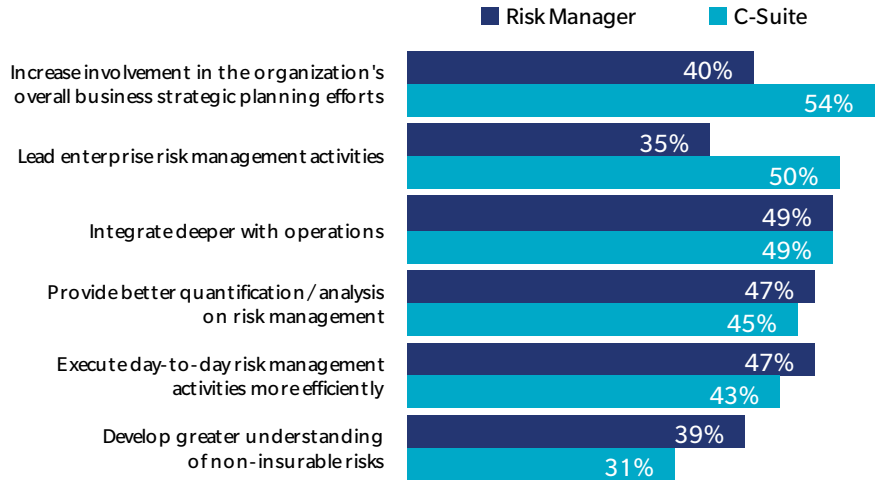 Risk Manager C-Suite
Increase involvement in the organization's
overall business strategic planning efforts
40%
54%
Lead enterprise risk management activities
35%
50%
Integrate deeper with operations
49%
49%
Provide better quantification/analysis
on risk management
47%
45%
Execute day-to-day risk management
activities more efficiently
47%
43%
Develop greater understanding
of non-insurable risks
39%
31%